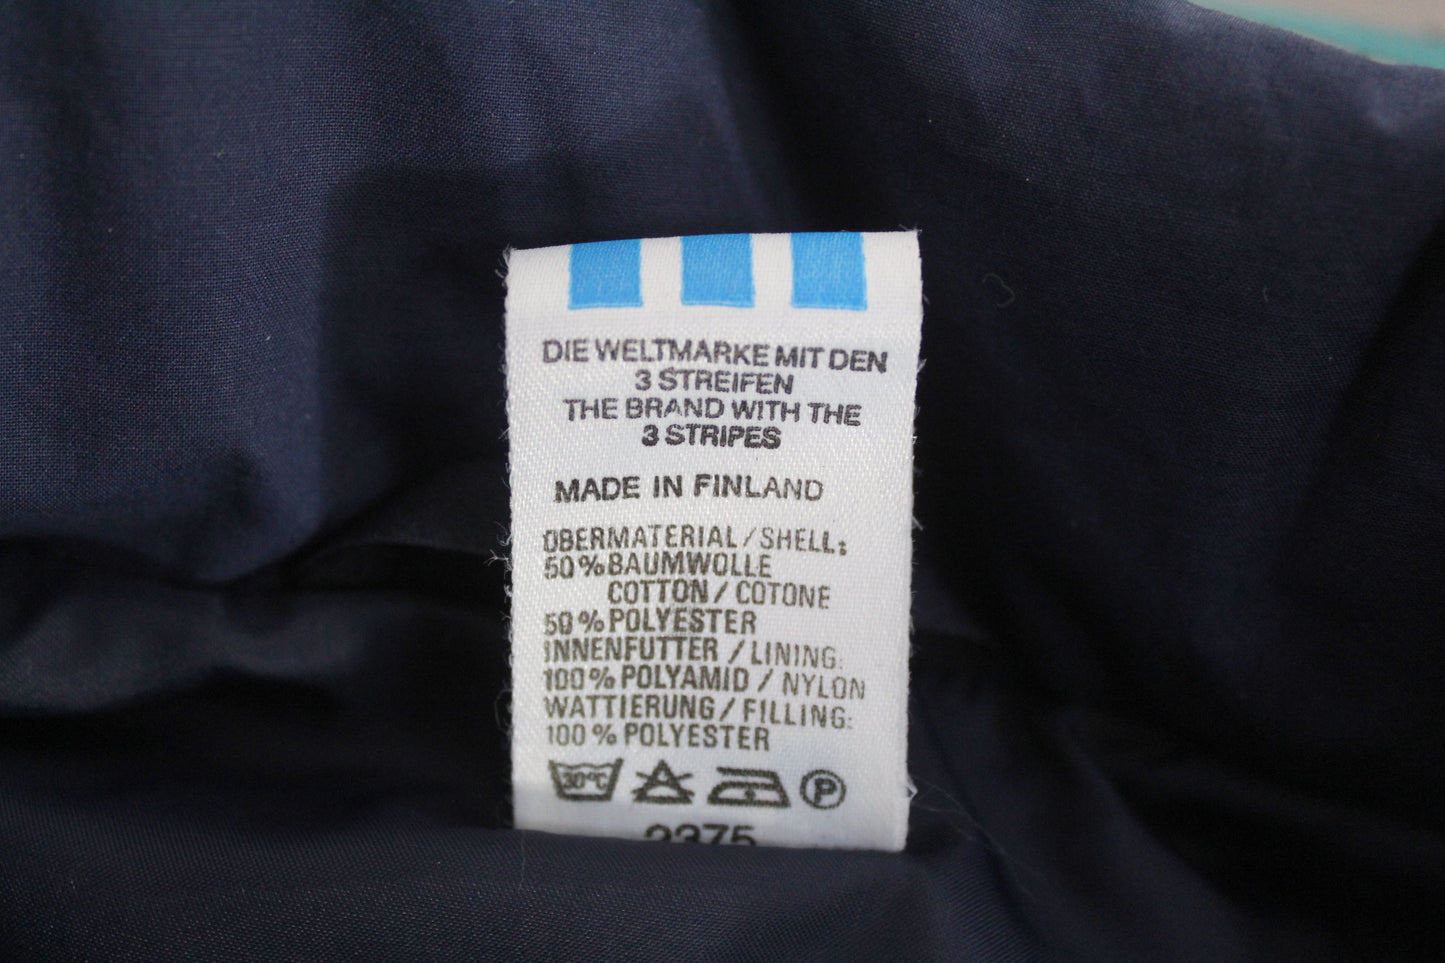 DIE WELTMARKE MIT DEN
3 STREIFEN
THE BRAND WITH THE
3 STRIPES
MADE IN FINLAND
OBERMATERIAL / SHELL:
50% BAUMWOLLE
COTTON / COTONE
50% POLYESTER
INNENFUTTER / LINING:
100% POLYAMID / NYLON
WATTIERUNG / FILLING:
100% POLYESTER
30°C P